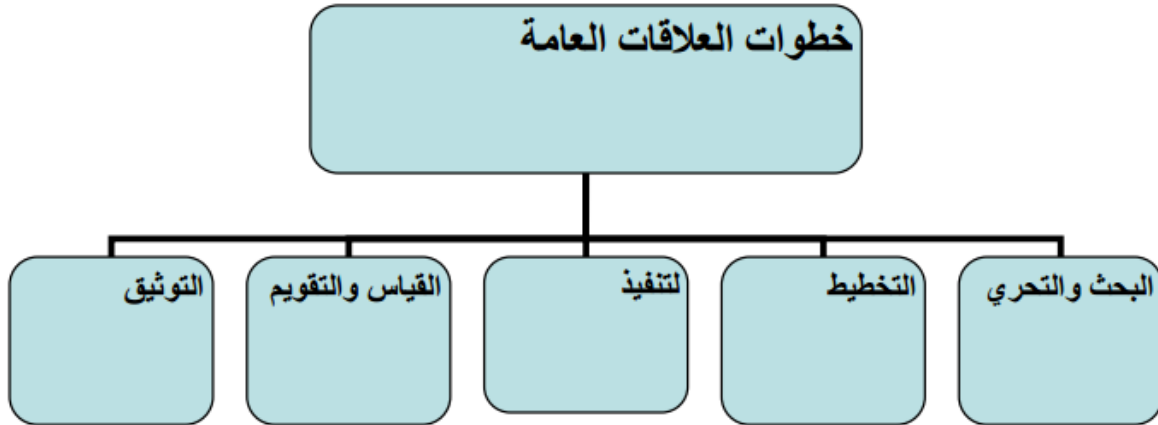 خطوات العلاقات العامة
البحث والتحري
التخطيط
لتنفيذ
القياس والتقويم
التوثيق